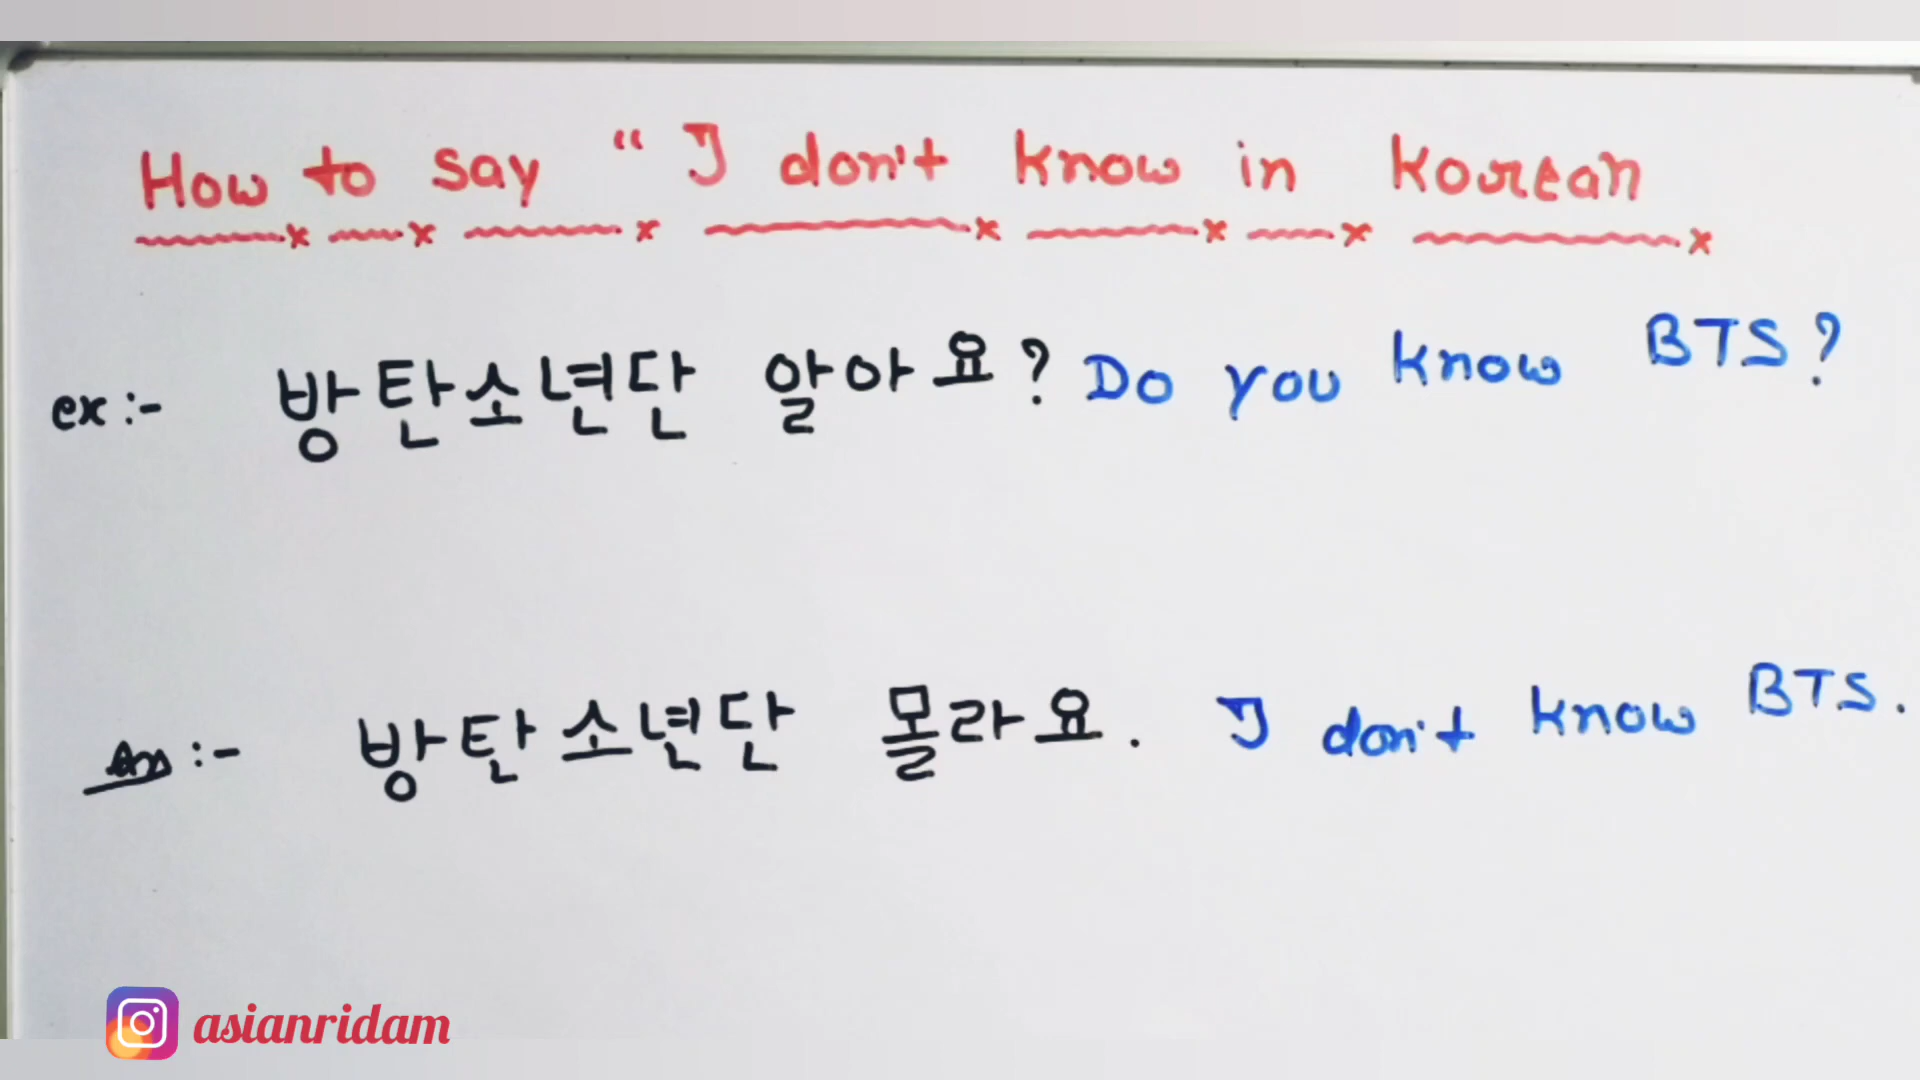 How to say “ I don't know in Korean
ex :- 방탄소년단 알아요? Do you know BTS?
Ans :- 방탄소년단 몰라요. I don't know BTS.
asianridam